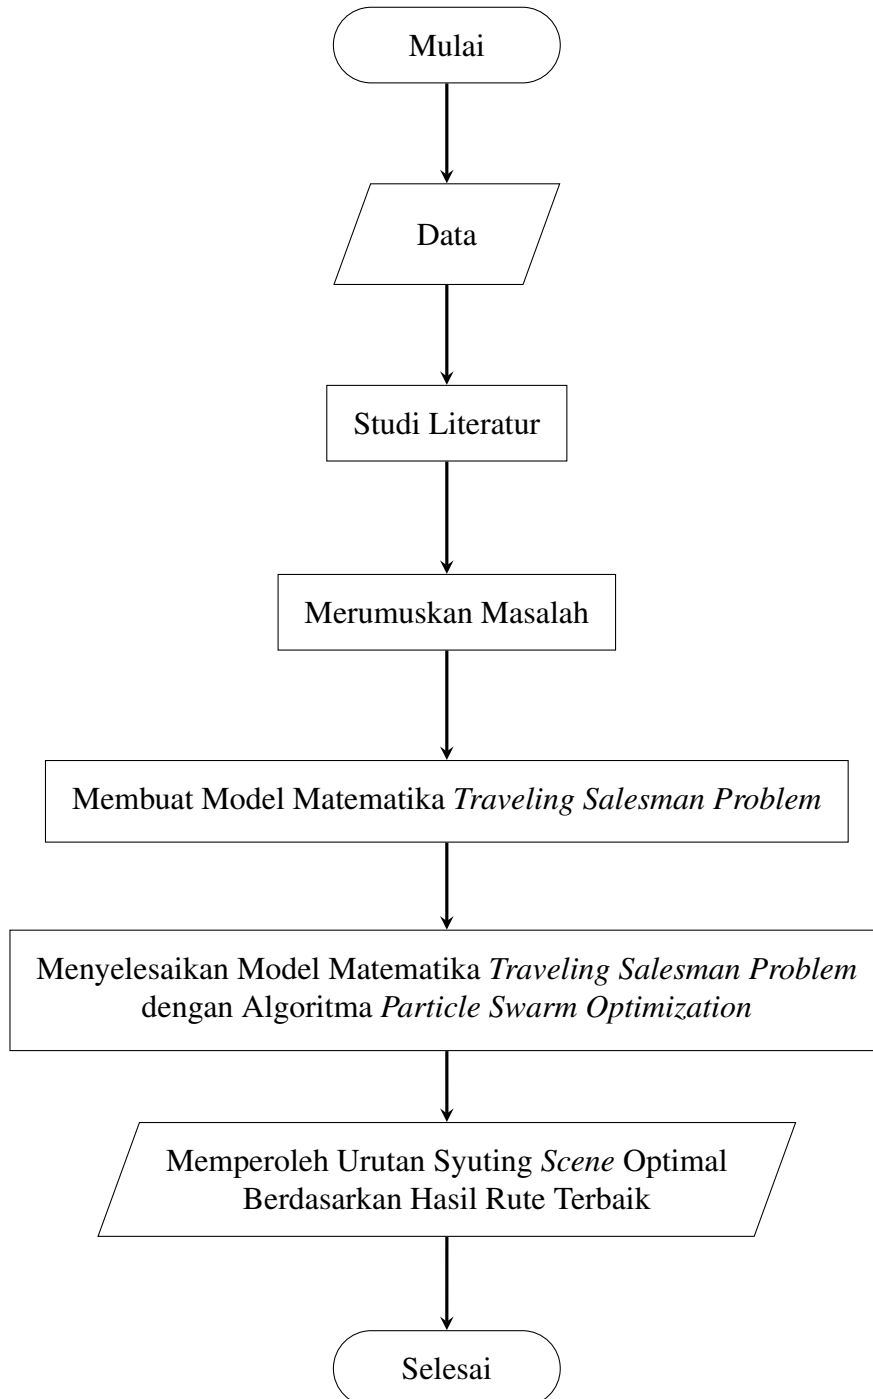 Mulai
Data
Studi Literatur
Merumuskan Masalah
Membuat Model Matematika Traveling Salesman Problem
Menyelesaikan Model Matematika Traveling Salesman Problem
dengan Algoritma Particle Swarm Optimization
Memperoleh Urutan Syuting Scene Optimal
Berdasarkan Hasil Rute Terbaik
Selesai